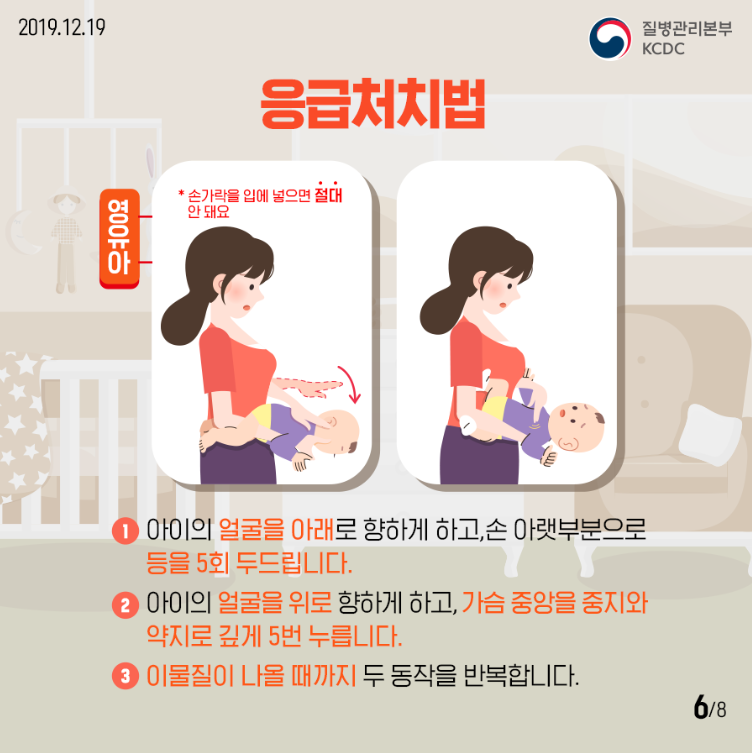 2019.12.19
질병관리본부
KCDC
응급처치법
영유아
* 손가락을 입에 넣으면 절대
안 돼요
1 아이의 얼굴을 아래로 향하게 하고,손 아랫부분으로
등을 5회 두드립니다.
2 아이의 얼굴을 위로 향하게 하고, 가슴 중앙을 중지와
약지로 깊게 5번 누릅니다.
3 이물질이 나올 때까지 두 동작을 반복합니다.
6/8